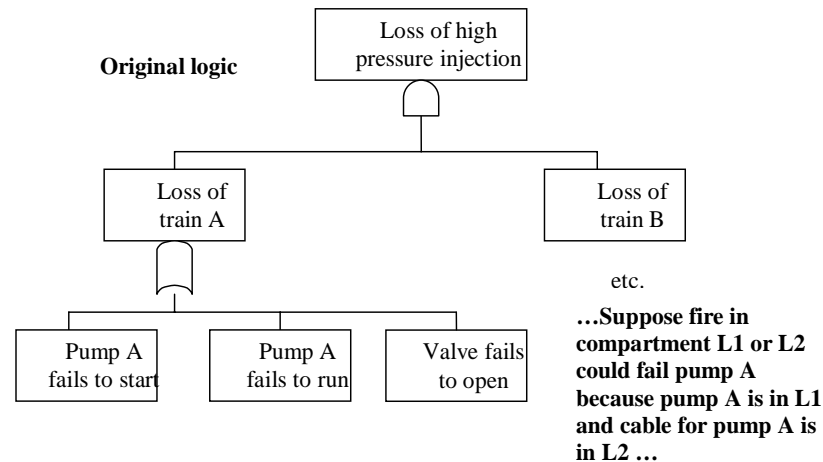 Loss of high
pressure injection
Original logic
Loss of
train A
Loss of
train B
etc.
Pump A
fails to start
Pump A
fails to run
Valve fails
to open
…Suppose fire in
compartment L1 or L2
could fail pump A
because pump A is in L1
and cable for pump A is
in L2 …